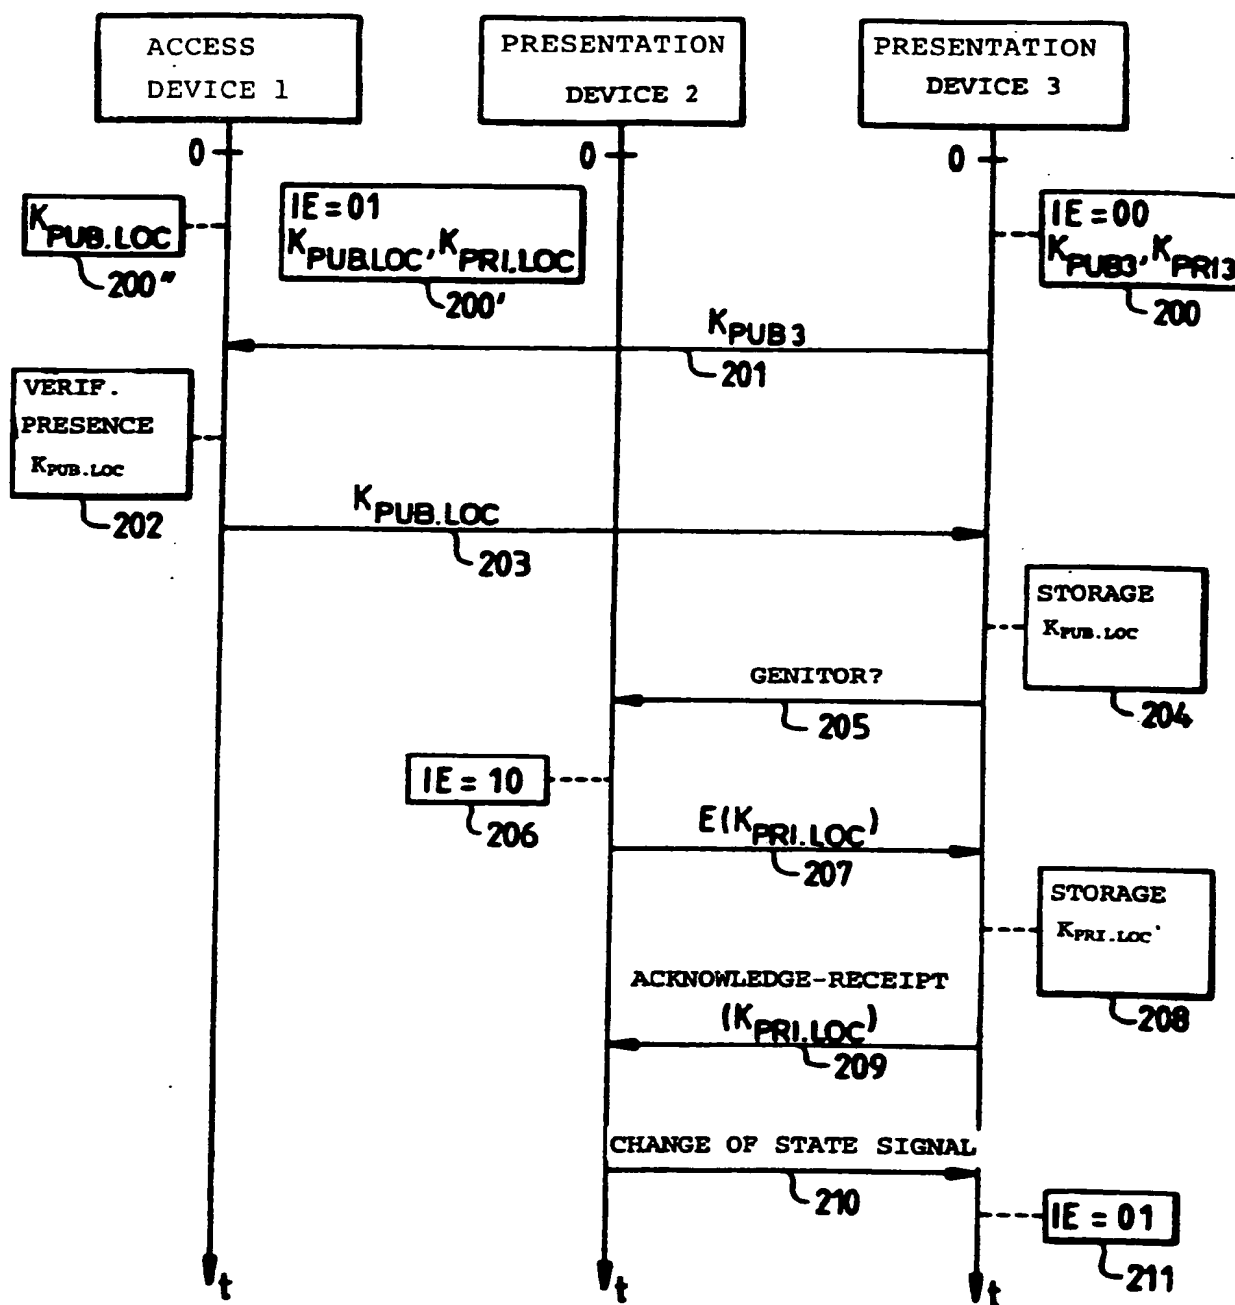 ACCESS
DEVICE 1
PRESENTATION
DEVICE 2
PRESENTATION
DEVICE 3
0
0
0
KPUB.LOC
200"
IE=01
KPUB.LOC, KPRI.LOC
200'
IE=00
KPUB3, KPRI3
200
KPUB3
201
VERIF.
PRESENCE
KPUB.LOC
202
KPUB.LOC
203
STORAGE
KPUB.LOC
204
GENITOR?
205
IE = 10
206
E(KPRI.LOC)
207
STORAGE
KPRI.LOC
208
ACKNOWLEDGE-RECEIPT
(KPRI.LOC)
209
CHANGE OF STATE SIGNAL
210
IE = 01
211
t
t
t